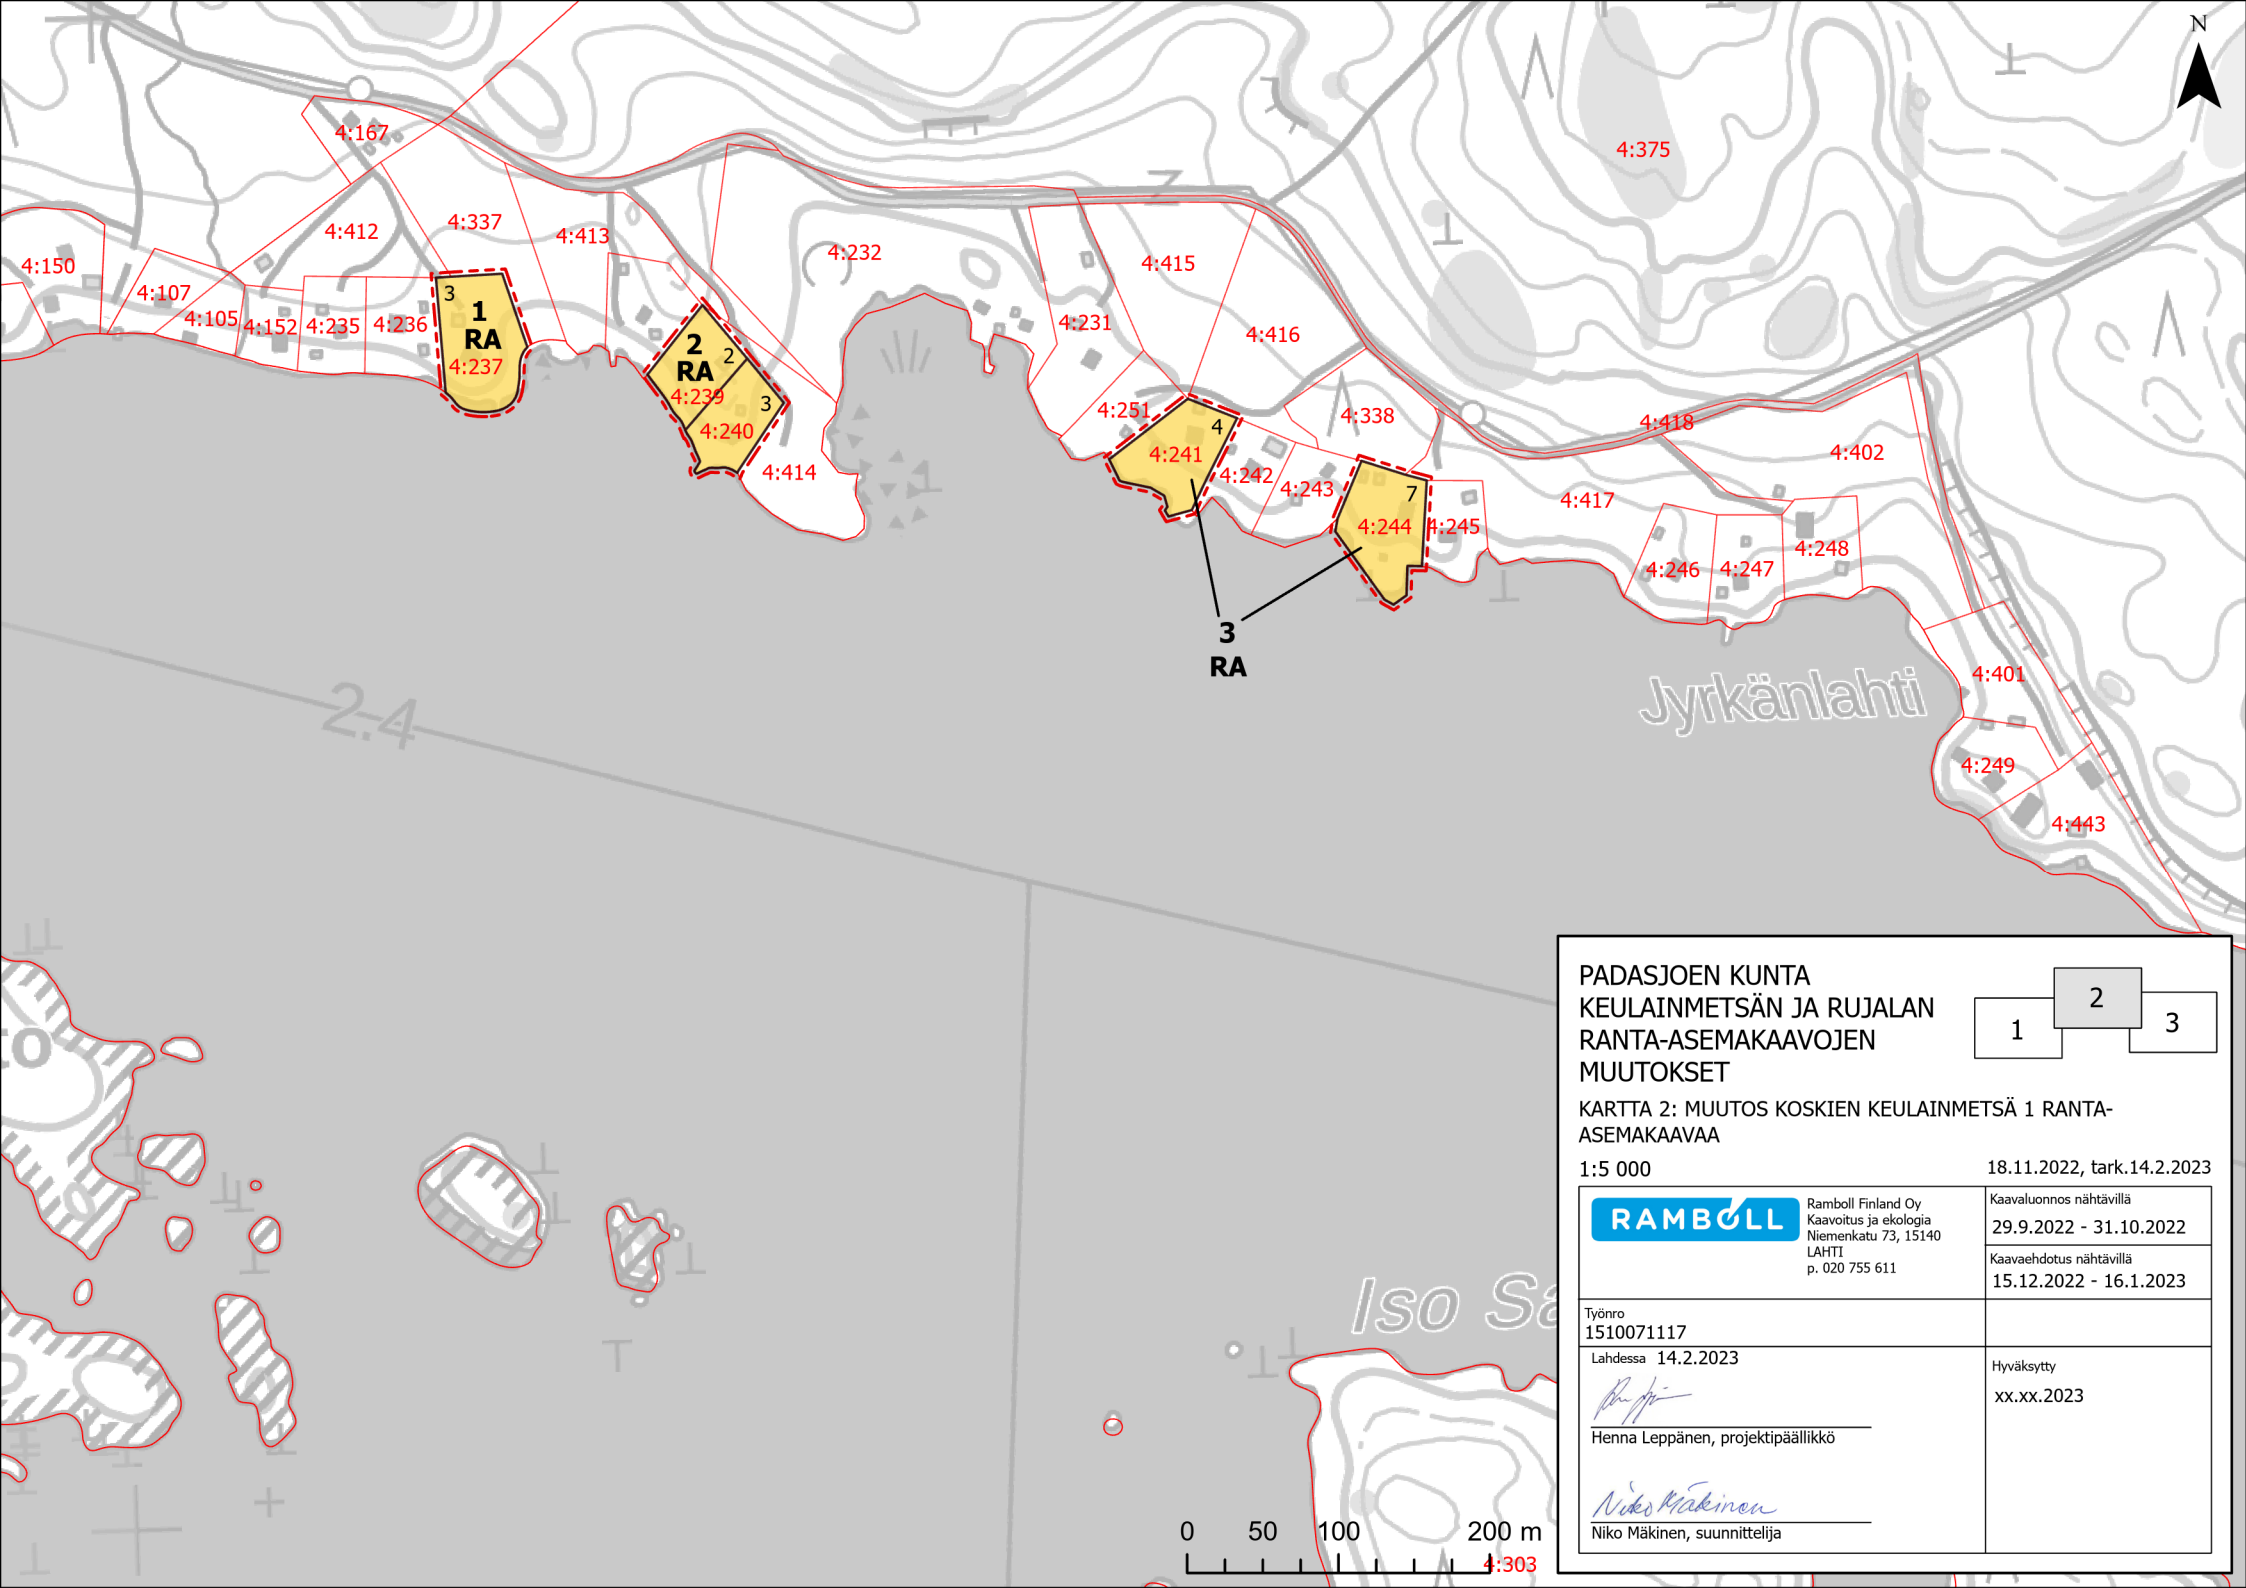 N
4:167
4:375
4:337
4:412
4:413
4:232
4:150
4:415
4:107
4:105
4:152
4:235
4:236
3
1
RA
4:237
2
RA
2
4:239
3
4:240
4:414
4:231
4:416
4:251
4
4:241
4:242
4:243
4:338
7
4:244
4:245
4:418
4:402
4:417
4:246
4:247
4:248
3
RA
2.4
Jyrkänlahti
4:401
4:249
4:443
to
Iso Sa
0 50 100 200 m
4:303
PADASJOEN KUNTA
KEULAINMETSÄN JA RUJALAN
RANTA-ASEMAKAAVOJEN
MUUTOKSET
1
2
3
KARTTA 2: MUUTOS KOSKIEN KEULAINMETSÄ 1 RANTA-
ASEMAKAAVAA
1:5 000
18.11.2022, tark.14.2.2023
RAMBOLL
Ramboll Finland Oy
Kaavoitus ja ekologia
Niemenkatu 73, 15140
LAHTI
p. 020 755 611
Kaavaluonnos nähtävillä
29.9.2022 - 31.10.2022
Kaavaehdotus nähtävillä
15.12.2022 - 16.1.2023
Työnro
1510071117
Lahdessa 14.2.2023
Henna Leppänen, projektipäällikkö
Niko Mäkinen
Niko Mäkinen, suunnittelija
Hyväksytty
xx.xx.2023